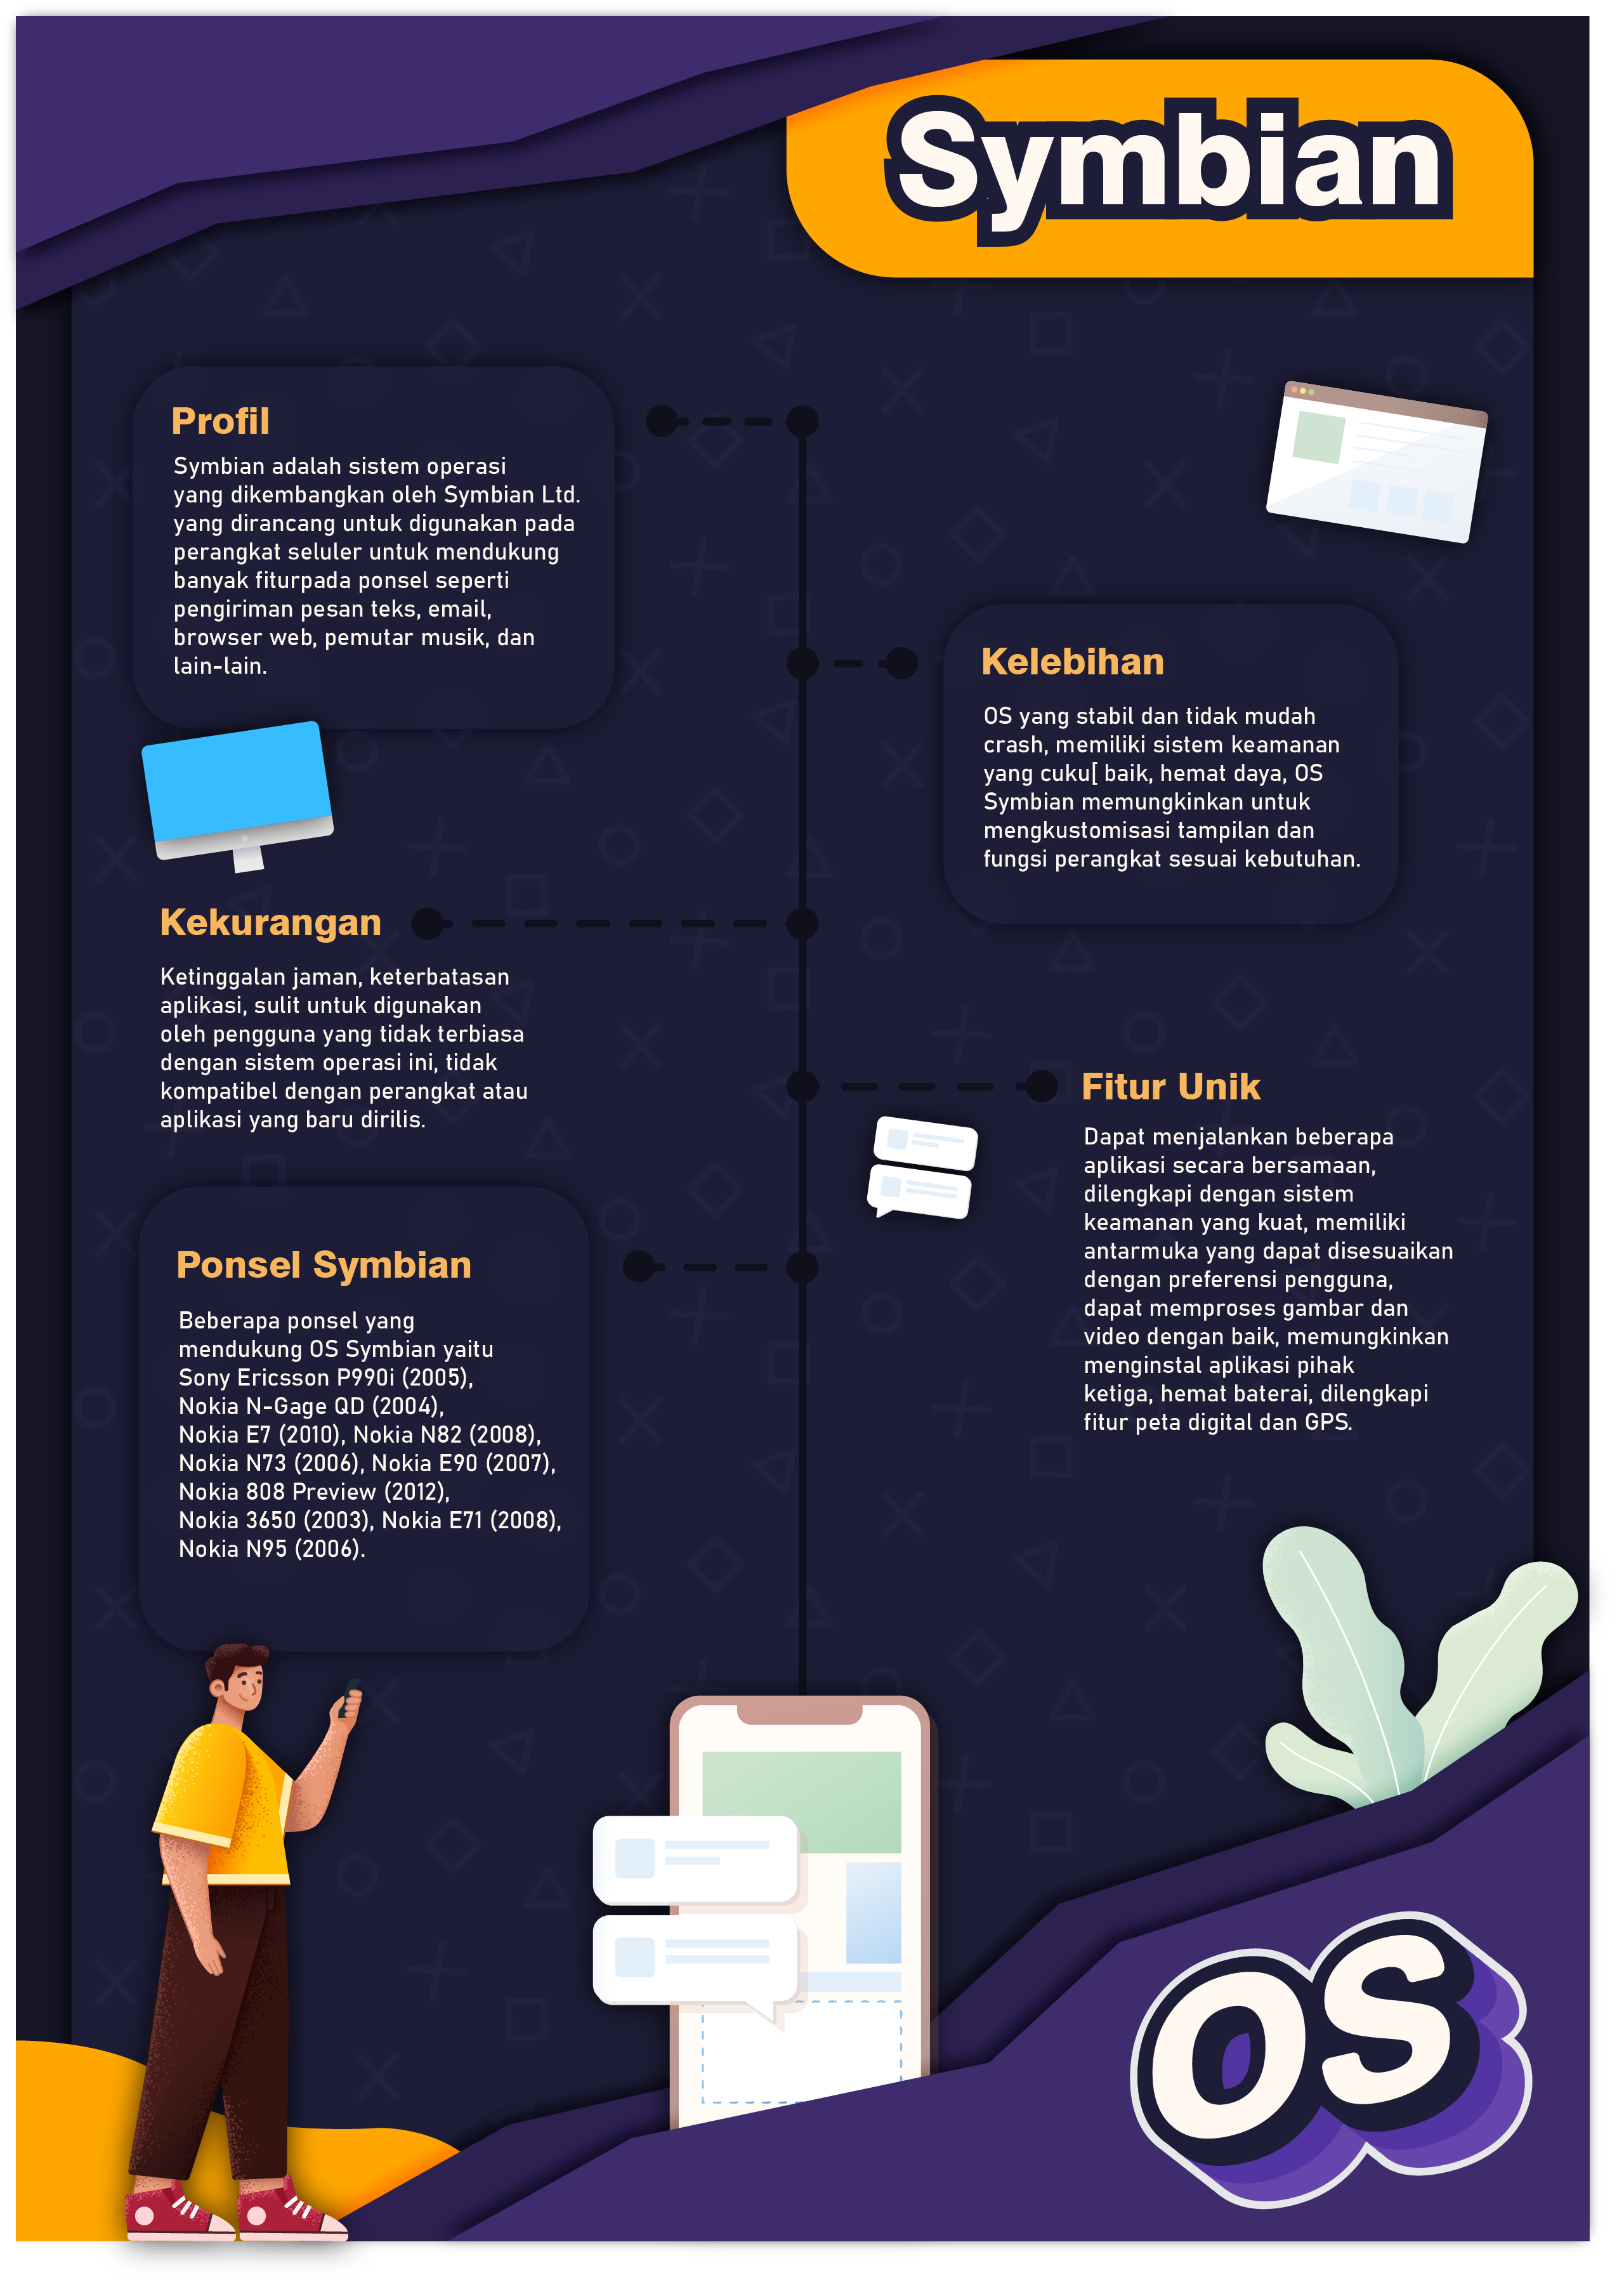 Symbian
Profil
Symbian adalah sistem operasi
yang dikembangkan oleh Symbian Ltd.
yang dirancang untuk digunakan pada
perangkat seluler untuk mendukung
banyak fiturpada ponsel seperti
pengiriman pesan teks, email,
browser web, pemutar musik, dan
lain-lain.
Kelebihan
OS yang stabil dan tidak mudah
crash, memiliki sistem keamanan
yang cuku[ baik, hemat daya, OS
Symbian memungkinkan untuk
mengkustomisasi tampilan dan
fungsi perangkat sesuai kebutuhan.
Kekurangan
Ketinggalan jaman, keterbatasan
aplikasi, sulit untuk digunakan
oleh pengguna yang tidak terbiasa
dengan sistem operasi ini, tidak
kompatibel dengan perangkat atau
aplikasi yang baru dirilis.
Fitur Unik
Dapat menjalankan beberapa
aplikasi secara bersamaan,
dilengkapi dengan sistem
keamanan yang kuat, memiliki
antarmuka yang dapat disesuaikan
dengan preferensi pengguna,
dapat memproses gambar dan
video dengan baik, memungkinkan
menginstal aplikasi pihak
ketiga, hemat baterai, dilengkapi
fitur peta digital dan GPS.
Ponsel Symbian
Beberapa ponsel yang
mendukung OS Symbian yaitu
Sony Ericsson P990i (2005),
Nokia N-Gage QD (2004),
Nokia E7 (2010), Nokia N82 (2008),
Nokia N73 (2006), Nokia E90 (2007),
Nokia 808 Preview (2012),
Nokia 3650 (2003), Nokia E71 (2008),
Nokia N95 (2006).
OS